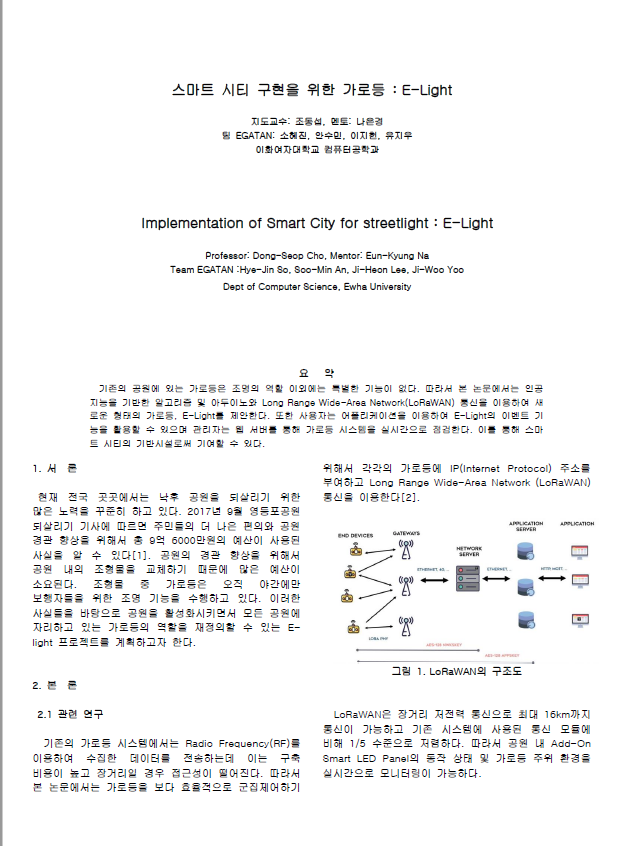 스마트 시티 구현을 위한 가로등 : E-Light
지도교수: 조동섭, 멘토: 나은경
팀 EGATAN: 소혜진, 안수민, 이지헌, 유지우
이화여자대학교 컴퓨터공학과
Implementation of Smart City for streetlight : E-Light
Professor: Dong-Seop Cho, Mentor: Eun-Kyung Na
Team EGATAN :Hye-Jin So, Soo-Min An, Ji-Heon Lee, Ji-Woo Yoo
Dept of Computer Science, Ewha University
요 약
기존의 공원에 있는 가로등은 조명의 역할 이외에는 특별한 기능이 없다. 따라서 본 논문에서는 인공
지능을 기반한 알고리즘 및 아두이노와 Long Range Wide-Area Network(LoRaWAN) 통신을 이용하여 새
로운 형태의 가로등, E-Light를 제안한다. 또한 사용자는 어플리케이션을 이용하여 E-Light의 이벤트 기
능을 활용할 수 있으며 관리자는 웹 서버를 통해 가로등 시스템을 실시간으로 점검한다. 이를 통해 스마
트 시티의 기반시설로써 기여할 수 있다.
1. 서 론
현재 전국 곳곳에서는 낙후 공원을 되살리기 위한
많은 노력을 꾸준히 하고 있다. 2017년 9월 영등포공원
되살리기 기사에 따르면 주민들의 더 나은 편의와 공원
경관 향상을 위해서 총 9억 6000만원의 예산이 사용된
사실을 알 수 있다[1]. 공원의 경관 향상을 위해서
공원 내의 조형물을 교체하기 때문에 많은 예산이
소요된다. 조형물 중 가로등은 오직 야간에만
보행자들을 위한 조명 기능을 수행하고 있다. 이러한
사실들을 바탕으로 공원을 활성화시키면서 모든 공원에
자리하고 있는 가로등의 역할을 재정의할 수 있는 E-
light 프로젝트를 계획하고자 한다.
2. 본 론
2.1 관련 연구
기존의 가로등 시스템에서는 Radio Frequency(RF)를
이용하여 수집한 데이터를 전송하는데 이는 구축
비용이 높고 장거리일 경우 접근성이 떨어진다. 따라서
본 논문에서는 가로등을 보다 효율적으로 군집제어하기
위해서 각각의 가로등에 IP(Internet Protocol) 주소를
부여하고 Long Range Wide-Area Network (LoRaWAN)
통신을 이용한다[2].
END DEVICES
GATEWAYS
NETWORK
SERVER
APPLICATION
SERVER
APPLICATION
ETHERNET, 4G, ...
ETHERNET, ...
LORA PHY
그림 1. LoRaWAN의 구조도
LoRaWAN은 장거리 저전력 통신으로 최대 16km까지
통신이 가능하고 기존 시스템에 사용된 통신 모듈에
비해 1/5 수준으로 저렴하다. 따라서 공원 내 Add-On
Smart LED Panel의 동작 상태 및 가로등 주위 환경을
실시간으로 모니터링이 가능하다.